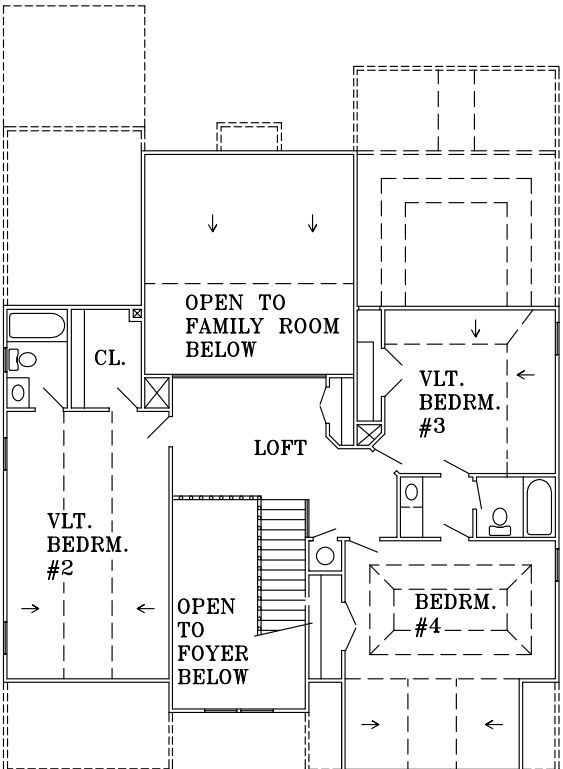 OPEN TO
FAMILY ROOM
BELOW
CL.
VLT.
BEDRM.
#3
LOFT
VLT.
BEDRM.
#2
OPEN
TO
FOYER
BELOW
BEDRM.
#4